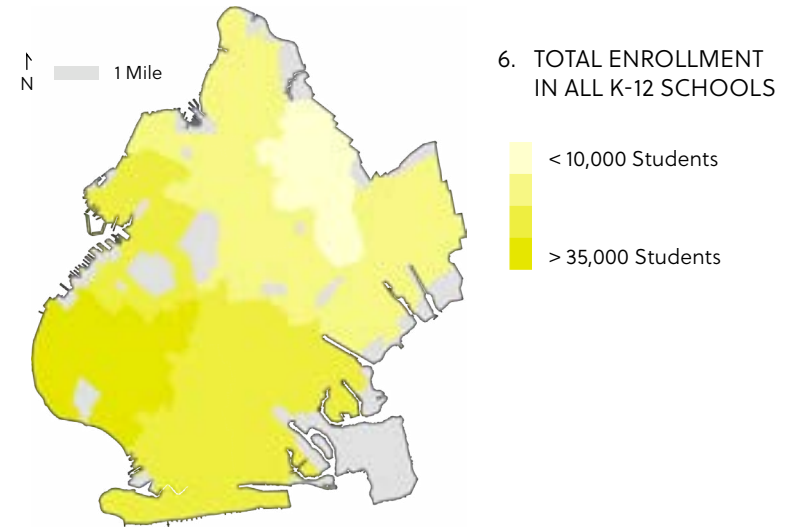 N
1 Mile
6. TOTAL ENROLLMENT
IN ALL K-12 SCHOOLS
< 10,000 Students
> 35,000 Students